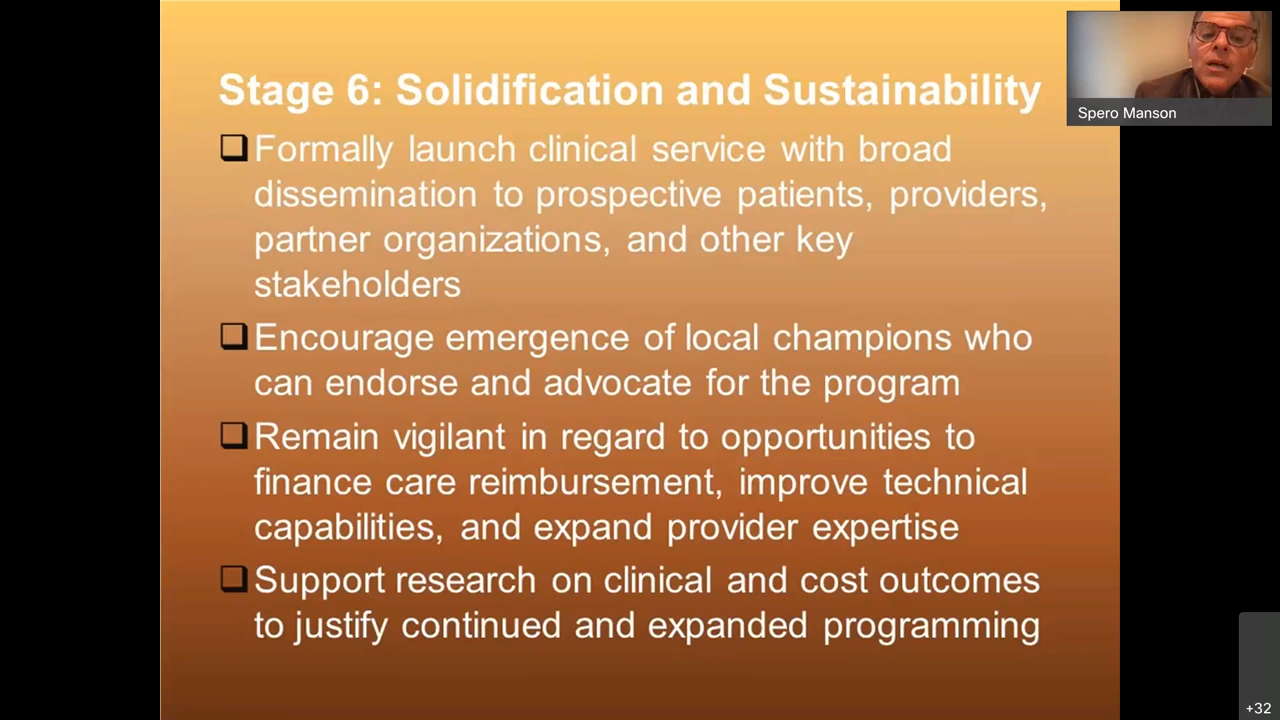 Stage 6: Solidification and Sustainability
Formally launch clinical service with broad
dissemination to prospective patients, providers,
partner organizations, and other key
stakeholders
Encourage emergence of local champions who
can endorse and advocate for the program
Remain vigilant in regard to opportunities to
finance care reimbursement, improve technical
capabilities, and expand provider expertise
Support research on clinical and cost outcomes
to justify continued and expanded programming
Spero Manson
+32